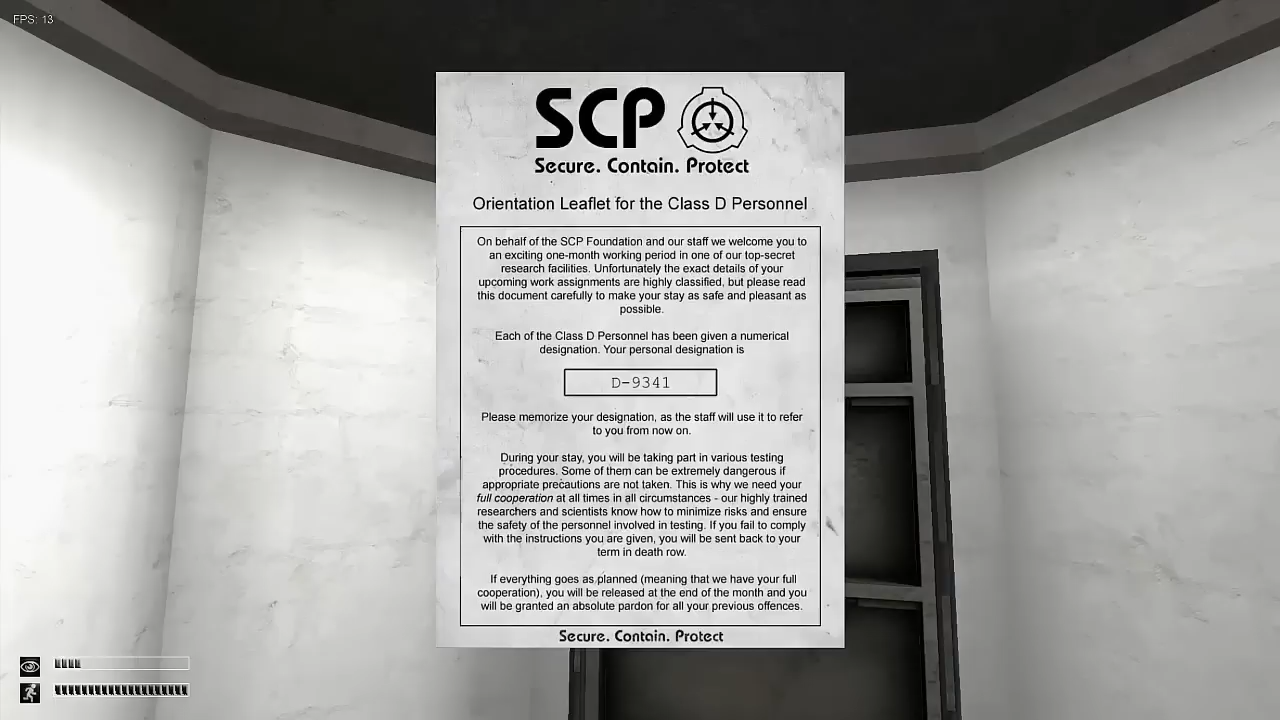 FPS: 13
SCP
Secure. Contain. Protect
Orientation Leaflet for the Class D Personnel
On behalf of the SCP Foundation and our staff we welcome you to
an exciting one-month working period in one of our top-secret
research facilities. Unfortunately the exact details of your
upcoming work assignments are highly classified, but please read
this document carefully to make your stay as safe and pleasant as
possible.
Each of the Class D Personnel has been given a numerical
designation. Your personal designation is
D-9341
Please memorize your designation, as the staff will use it to refer
to you from now on.
During your stay, you will be taking part in various testing
procedures. Some of them can be extremely dangerous if
appropriate precautions are not taken. This is why we need your
full cooperation at all times in all circumstances - our highly trained
researchers and scientists know how to minimize risks and ensure
the safety of the personnel involved in testing. If you fail to comply
with the instructions you are given, you will be sent back to your
term in death row.
If everything goes as planned (meaning that we have your full
cooperation), you will be released at the end of the month and you
will be granted an absolute pardon for all your previous offences.
Secure. Contain. Protect